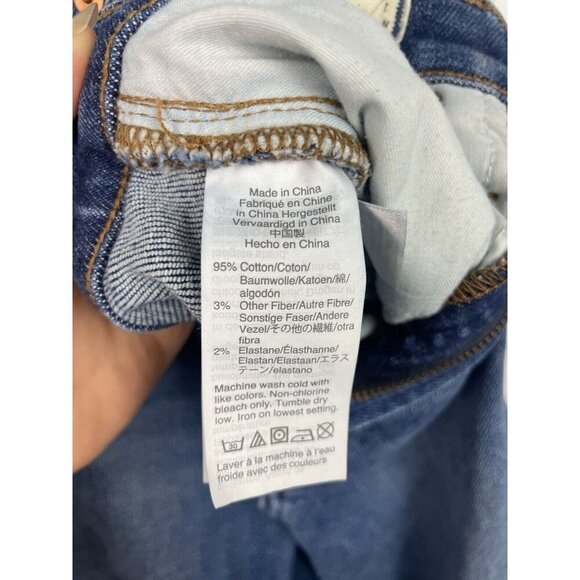 Made in China
Fabriqué en Chine
in China Hergestellt
Vervaardigd in China
中国製
Hecho en China
95% Cotton/Coton/
Baumwolle/Katoen/綿/
algodón
3% Other Fiber/Autre Fibre/
Sonstige Faser/Andere
Vezel/その他の繊維/otra
fibra
2% Elastane/Élasthanne/
Elastan/Elastaan/エラス
テーン/elastano
Machine wash cold with
like colors. Non-chlorine
bleach only. Tumble dry
low. Iron on lowest setting.
30
Laver à la machine à l'eau
froide avec des couleurs